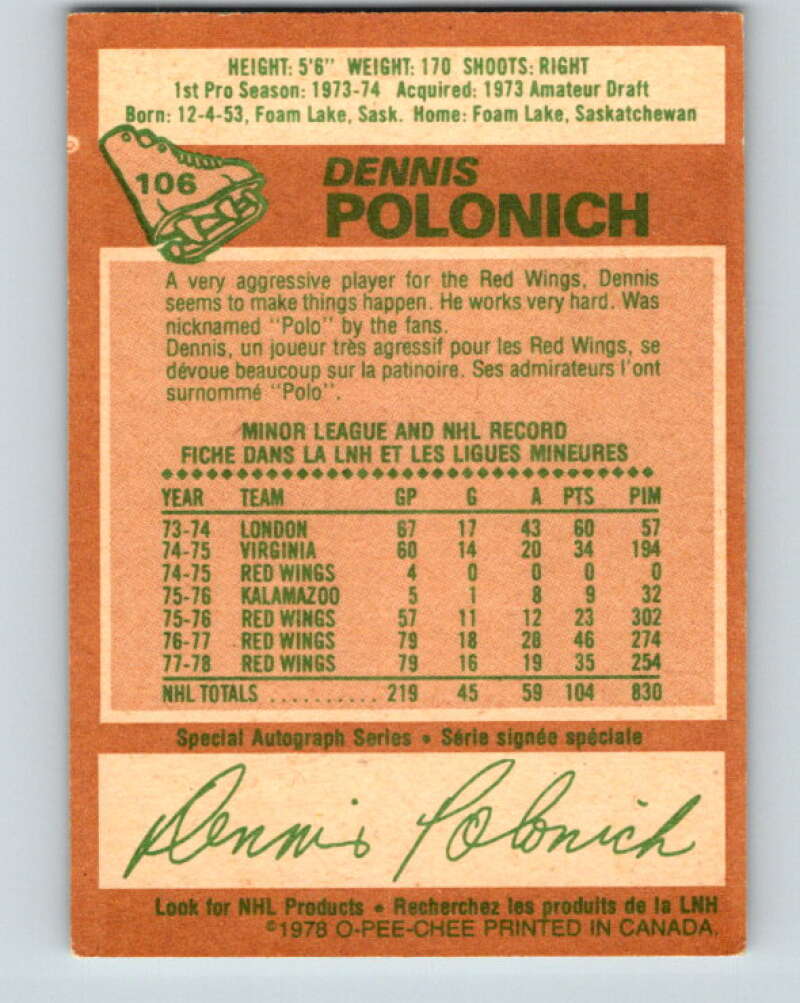 HEIGHT: 5'6" WEIGHT: 170 SHOOTS: RIGHT
1st Pro Season: 1973-74 Acquired: 1973 Amateur Draft
Born: 12-4-53, Foam Lake, Sask. Home: Foam Lake, Saskatchewan
106
DENNIS
POLONICH
A very aggressive player for the Red Wings, Dennis
seems to make things happen. He works very hard. Was
nicknamed "Polo" by the fans.
Dennis, un joueur très agressif pour les Red Wings, se
dévoue beaucoup sur la patinoire. Ses admirateurs l'ont
surnommé "Polo".
MINOR LEAGUE AND NHL RECORD
FICHE DANS LA LNH ET LES LIGUES MINEURES
YEAR TEAM GP G A PTS PIM
73-74 LONDON 67 17 43 60 57
74-75 VIRGINIA 60 14 20 34 194
74-75 RED WINGS 4 0 0 0 0
75-76 KALAMAZOO 5 1 8 9 32
75-76 RED WINGS 57 11 12 23 302
76-77 RED WINGS 79 18 28 46 274
77-78 RED WINGS 79 16 19 35 254
NHL TOTALS .......... 219 45 59 104 830
Special Autograph Series • Série signée spéciale
Dennis Polonich
Look for NHL Products • Recherchez les produits de la LNH
©1978 O-PEE-CHEE PRINTED IN CANADA.